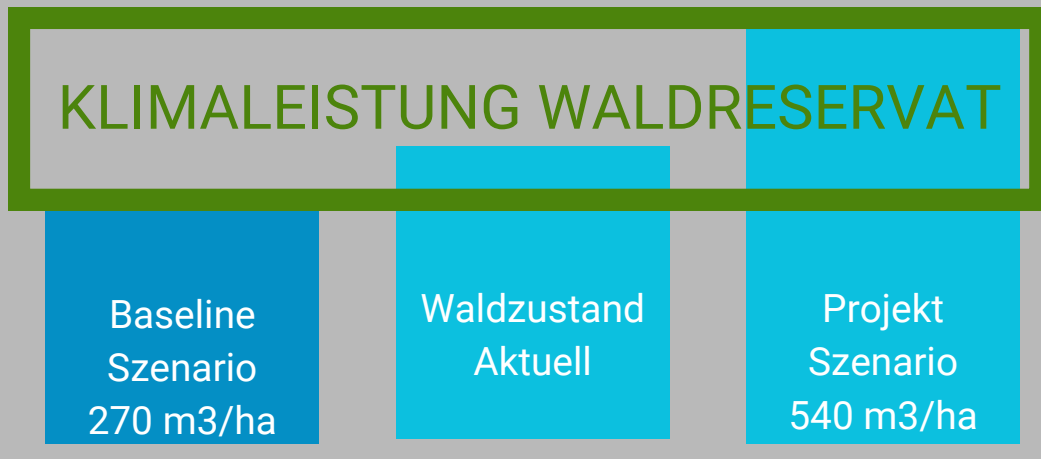 KLIMALEISTUNG WALDRESERVAT
Baseline
Szenario
270 m3/ha
Waldzustand
Aktuell
Projekt
Szenario
540 m3/ha